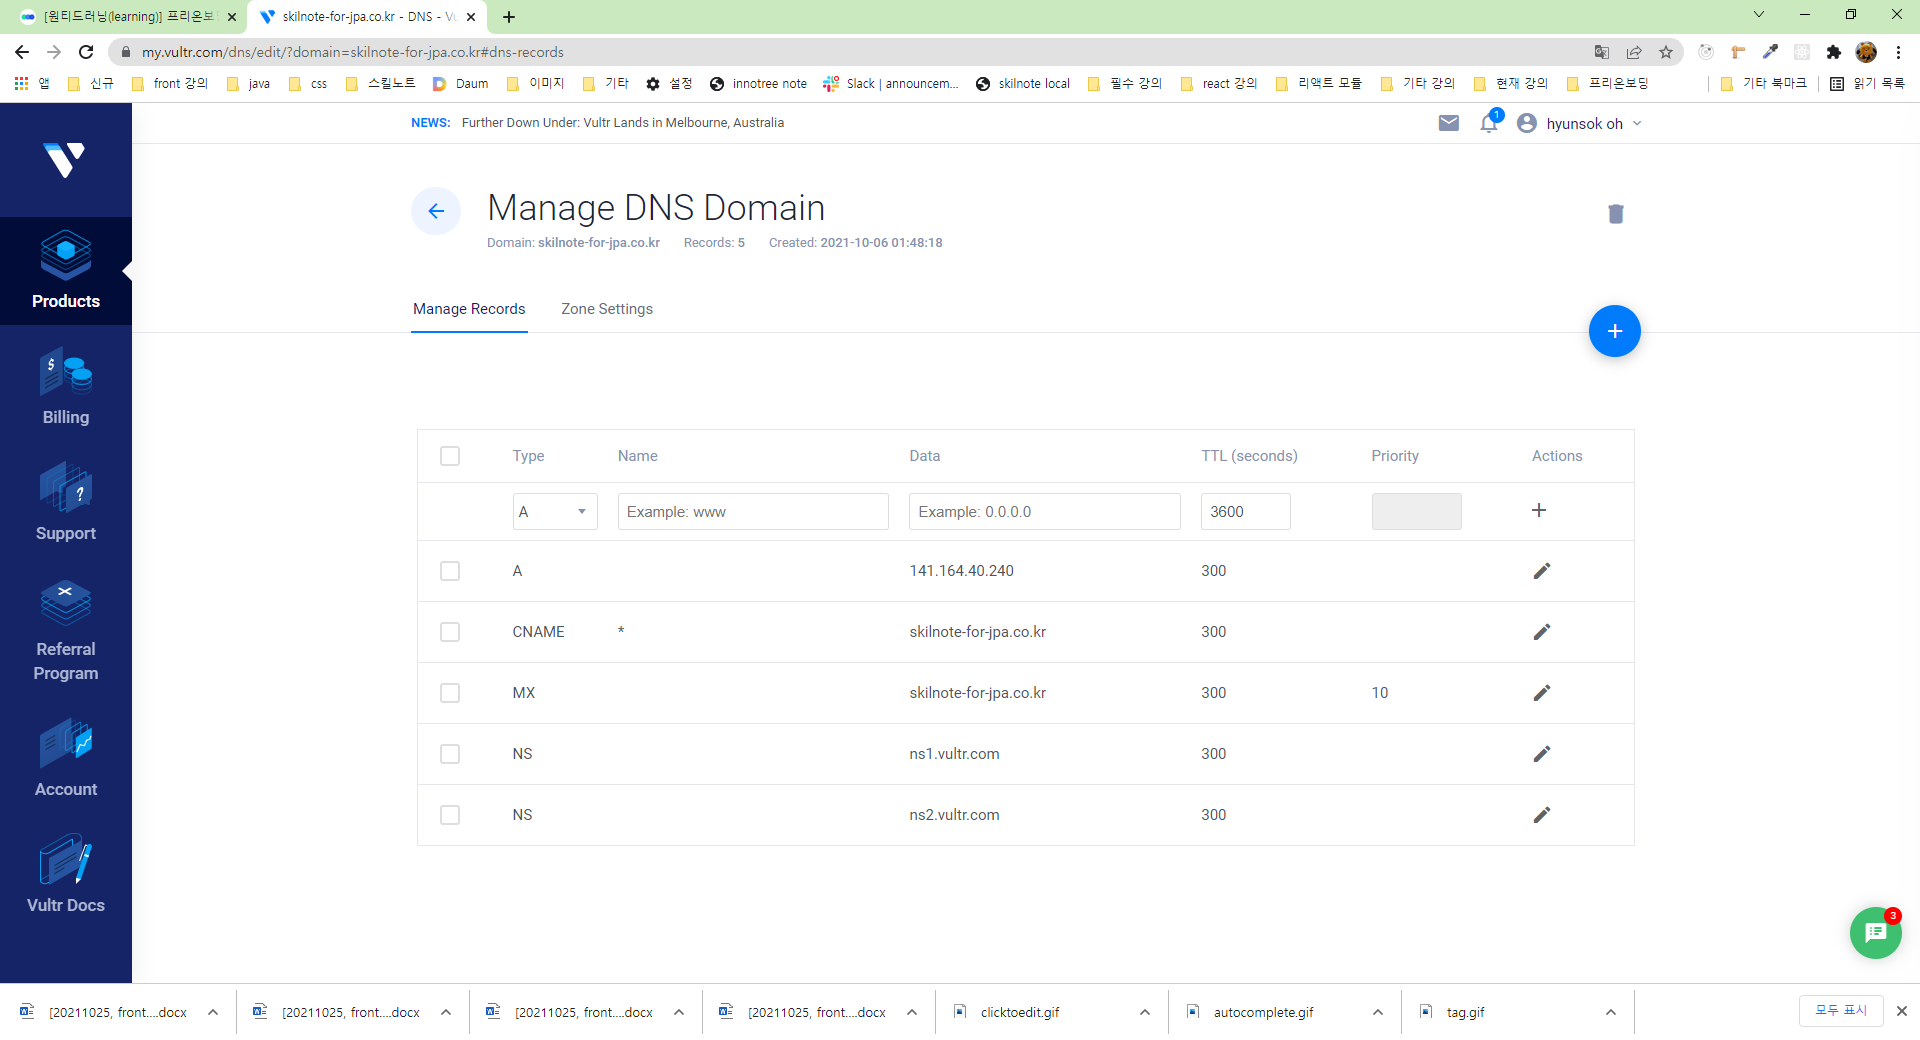 [원티드러닝(learning)] 프리온보
skilnote-for-jpa.co.kr - DNS - Vu
my.vultr.com/dns/edit/?domain=skilnote-for-jpa.co.kr#dns-records
앱 신규 front 강의 java css 스킬노트 Daum 이미지 기타 설정 innotree note Slack | announcem... skilnote local 필수 강의 react 강의 리액트 모듈 기타 강의 현재 강의 프리온보딩 기타 북마크 읽기 목록
NEWS: Further Down Under: Vultr Lands in Melbourne, Australia
1
hyunsok oh
Manage DNS Domain
Domain: skilnote-for-jpa.co.kr Records: 5 Created: 2021-10-06 01:48:18
Products
Manage Records Zone Settings
+
Billing
Support
Referral
Program
Account
Vultr Docs
Type Name Data TTL (seconds) Priority Actions
A Example: www Example: 0.0.0.0 3600 +
A 141.164.40.240 300
CNAME * skilnote-for-jpa.co.kr 300
MX skilnote-for-jpa.co.kr 300 10
NS ns1.vultr.com 300
NS ns2.vultr.com 300
3
[20211025, front....docx [20211025, front....docx [20211025, front....docx [20211025, front....docx clicktoedit.gif autocomplete.gif tag.gif 모두 표시